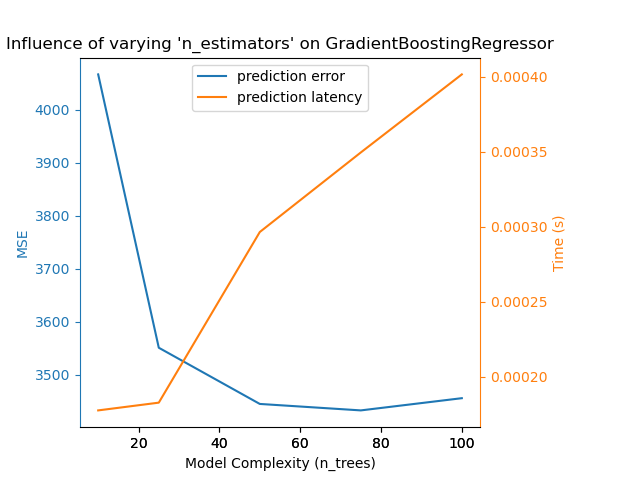 Influence of varying 'n_estimators' on GradientBoostingRegressor
prediction error
prediction latency
4000
3900
3800
3700
3600
3500
MSE
0.00040
0.00035
0.00030
0.00025
0.00020
Time (s)
20 40 60 80 100
Model Complexity (n_trees)